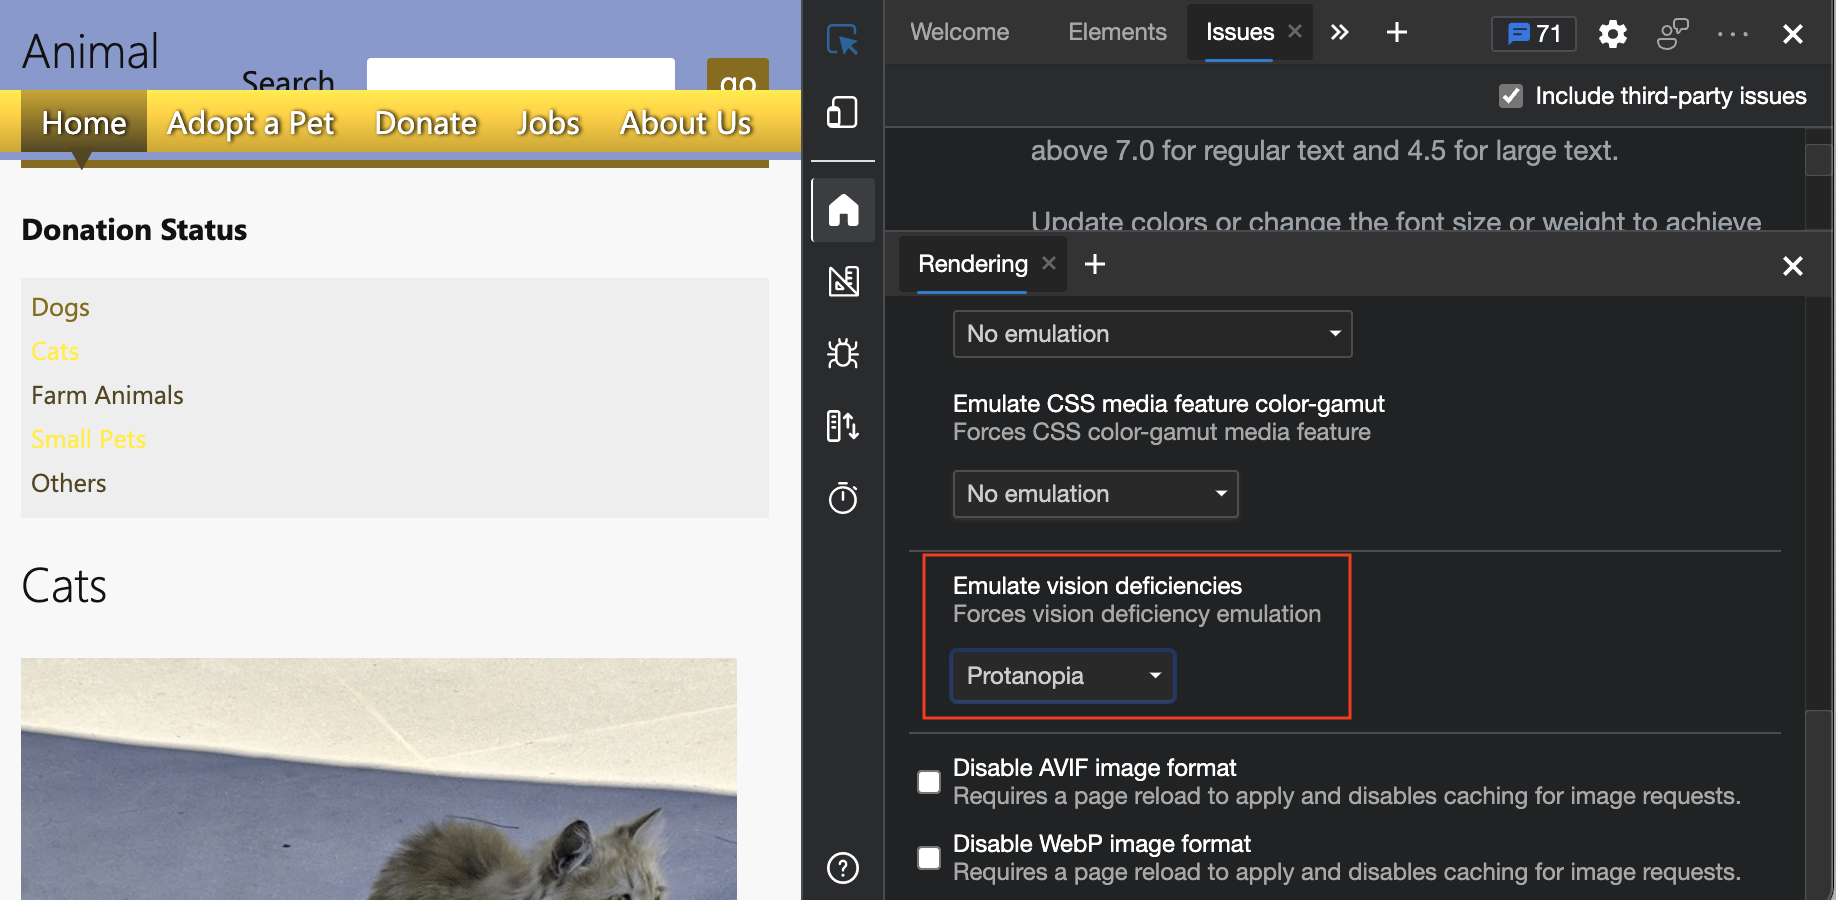 Animal
Search
go
Home Adopt a Pet Donate Jobs About Us
Donation Status
Dogs
Cats
Farm Animals
Small Pets
Others
Cats
Welcome Elements Issues 71
Include third-party issues
above 7.0 for regular text and 4.5 for large text.
Update colors or change the font size or weight to achieve
Rendering
No emulation
Emulate CSS media feature color-gamut
Forces CSS color-gamut media feature
No emulation
Emulate vision deficiencies
Forces vision deficiency emulation
Protanopia
Disable AVIF image format
Requires a page reload to apply and disables caching for image requests.
Disable WebP image format
Requires a page reload to apply and disables caching for image requests.